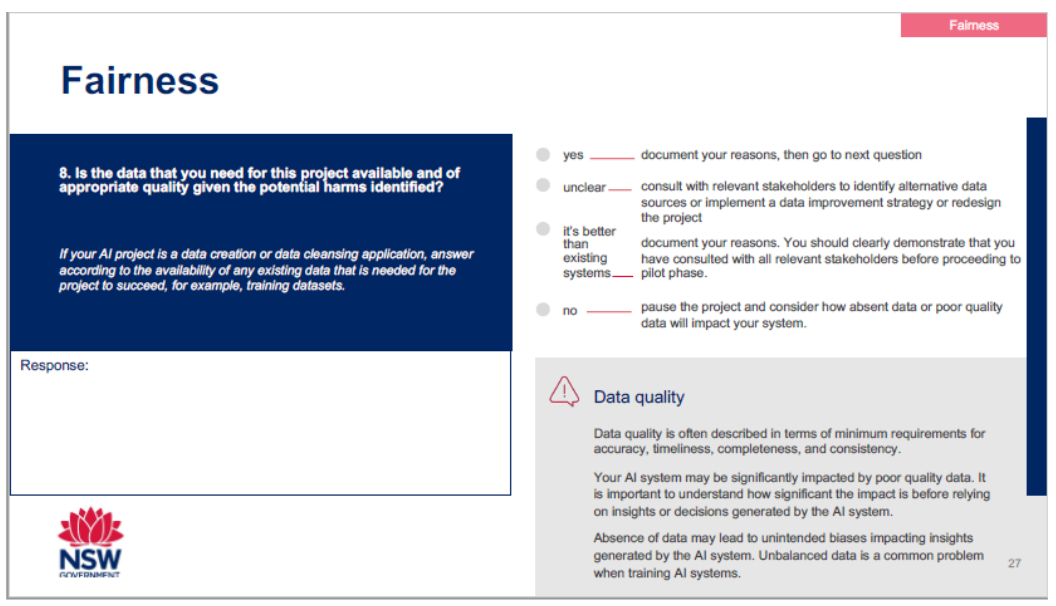 Fairness
Fairness
8. Is the data that you need for this project available and of
appropriate quality given the potential harms identified?
If your AI project is a data creation or data cleansing application, answer
according to the availability of any existing data that is needed for the
project to succeed, for example, training datasets.
Response:
NSW
GOVERNMENT
yes document your reasons, then go to next question
unclear consult with relevant stakeholders to identify alternative data
sources or implement a data improvement strategy or redesign
the project
it's better
than
existing
systems
document your reasons. You should clearly demonstrate that you
have consulted with all relevant stakeholders before proceeding to
pilot phase.
no pause the project and consider how absent data or poor quality
data will impact your system.
Data quality
Data quality is often described in terms of minimum requirements for
accuracy, timeliness, completeness, and consistency.
Your AI system may be significantly impacted by poor quality data. It
is important to understand how significant the impact is before relying
on insights or decisions generated by the AI system.
Absence of data may lead to unintended biases impacting insights
generated by the AI system. Unbalanced data is a common problem
when training AI systems.
27